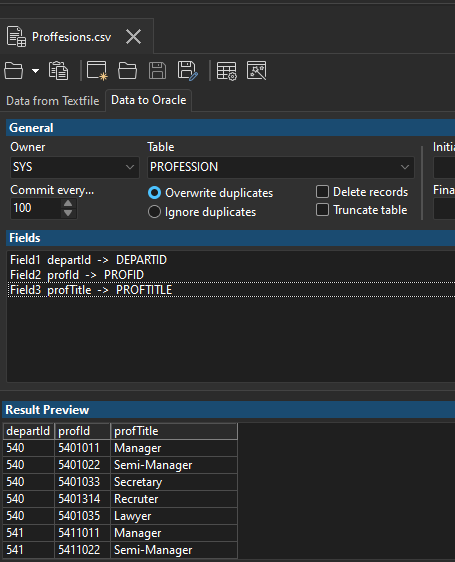 Proffesions.csv
Data from Textfile Data to Oracle
General
Owner Table Initi
SYS PROFESSION
Commit every... Overwrite duplicates Delete records Fina
100 Ignore duplicates Truncate table
Fields
Field1 departId -> DEPARTID
Field2 profId -> PROFID
Field3 profTitle -> PROFTITLE
Result Preview
departId profId profTitle
540 5401011 Manager
540 5401022 Semi-Manager
540 5401033 Secretary
540 5401314 Recruter
540 5401035 Lawyer
541 5411011 Manager
541 5411022 Semi-Manager